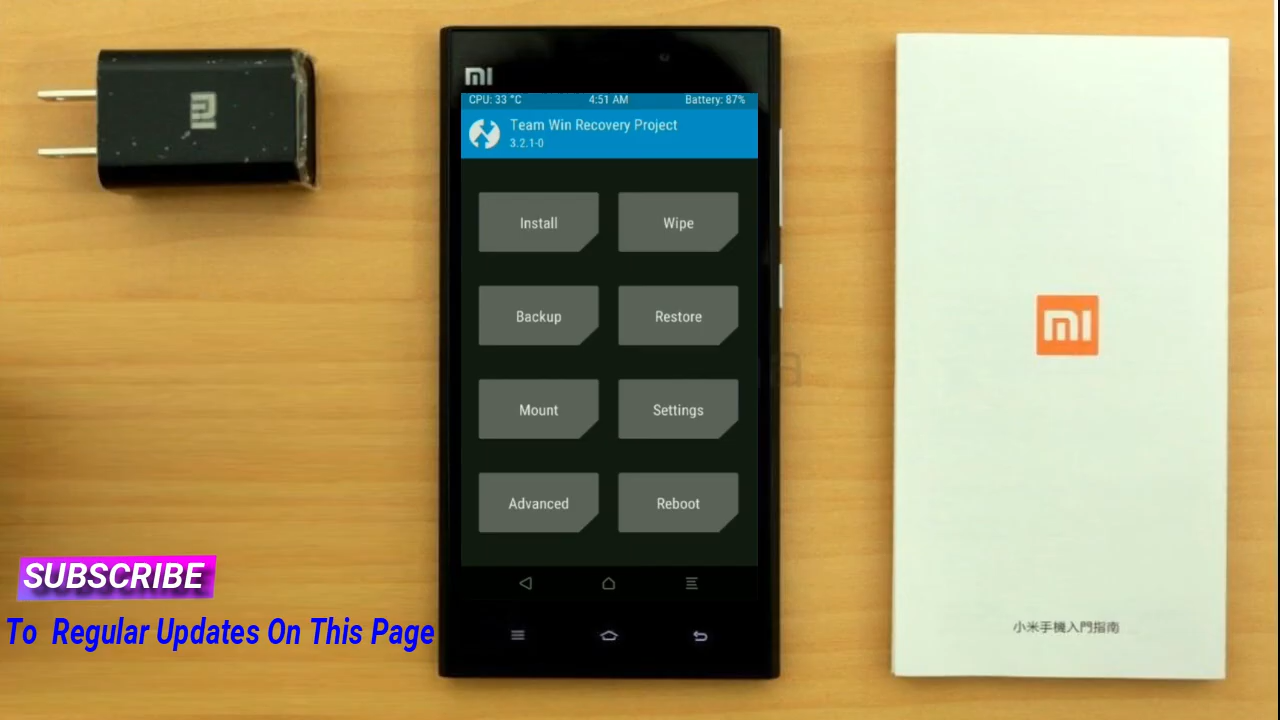 mi
mi
CPU: 33 °C 4:51 AM Battery: 87%
Team Win Recovery Project
3.2.1-0
Install Wipe
Backup Restore
Mount Settings
Advanced Reboot
mi
小米手機入門指南
SUBSCRIBE
To Regular Updates On This Page